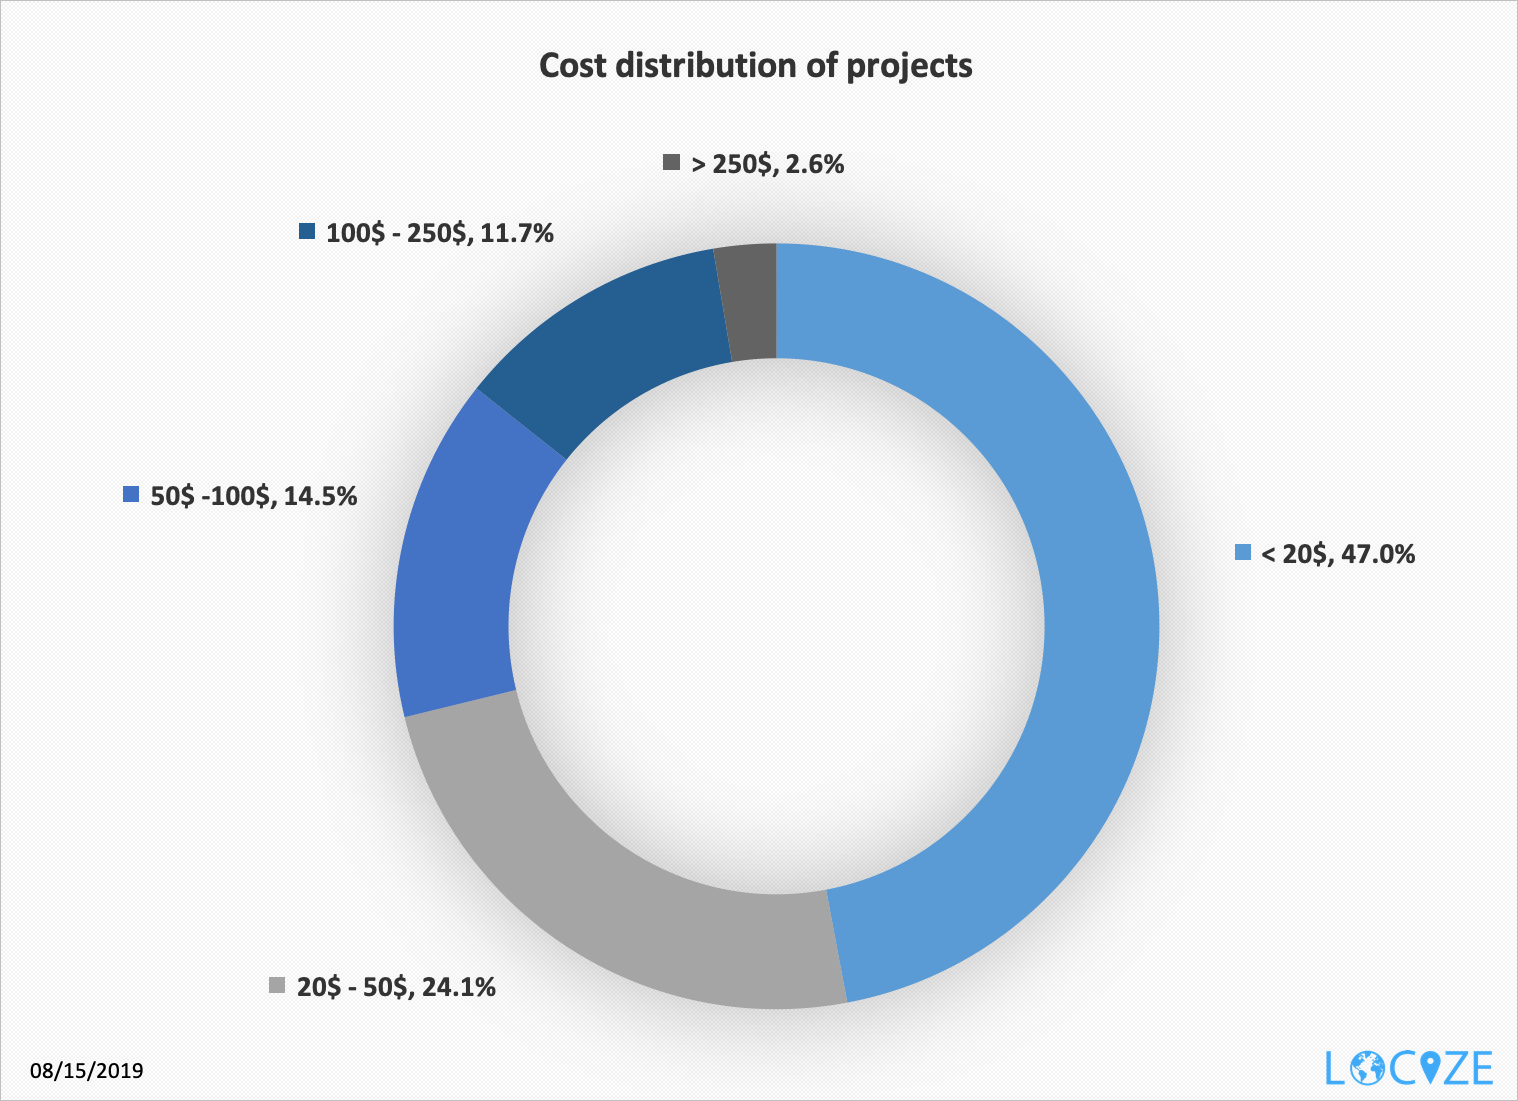 Cost distribution of projects
> 250$, 2.6%
100$ - 250$, 11.7%
50$ -100$, 14.5%
< 20$, 47.0%
20$ - 50$, 24.1%
08/15/2019
LOCIZE